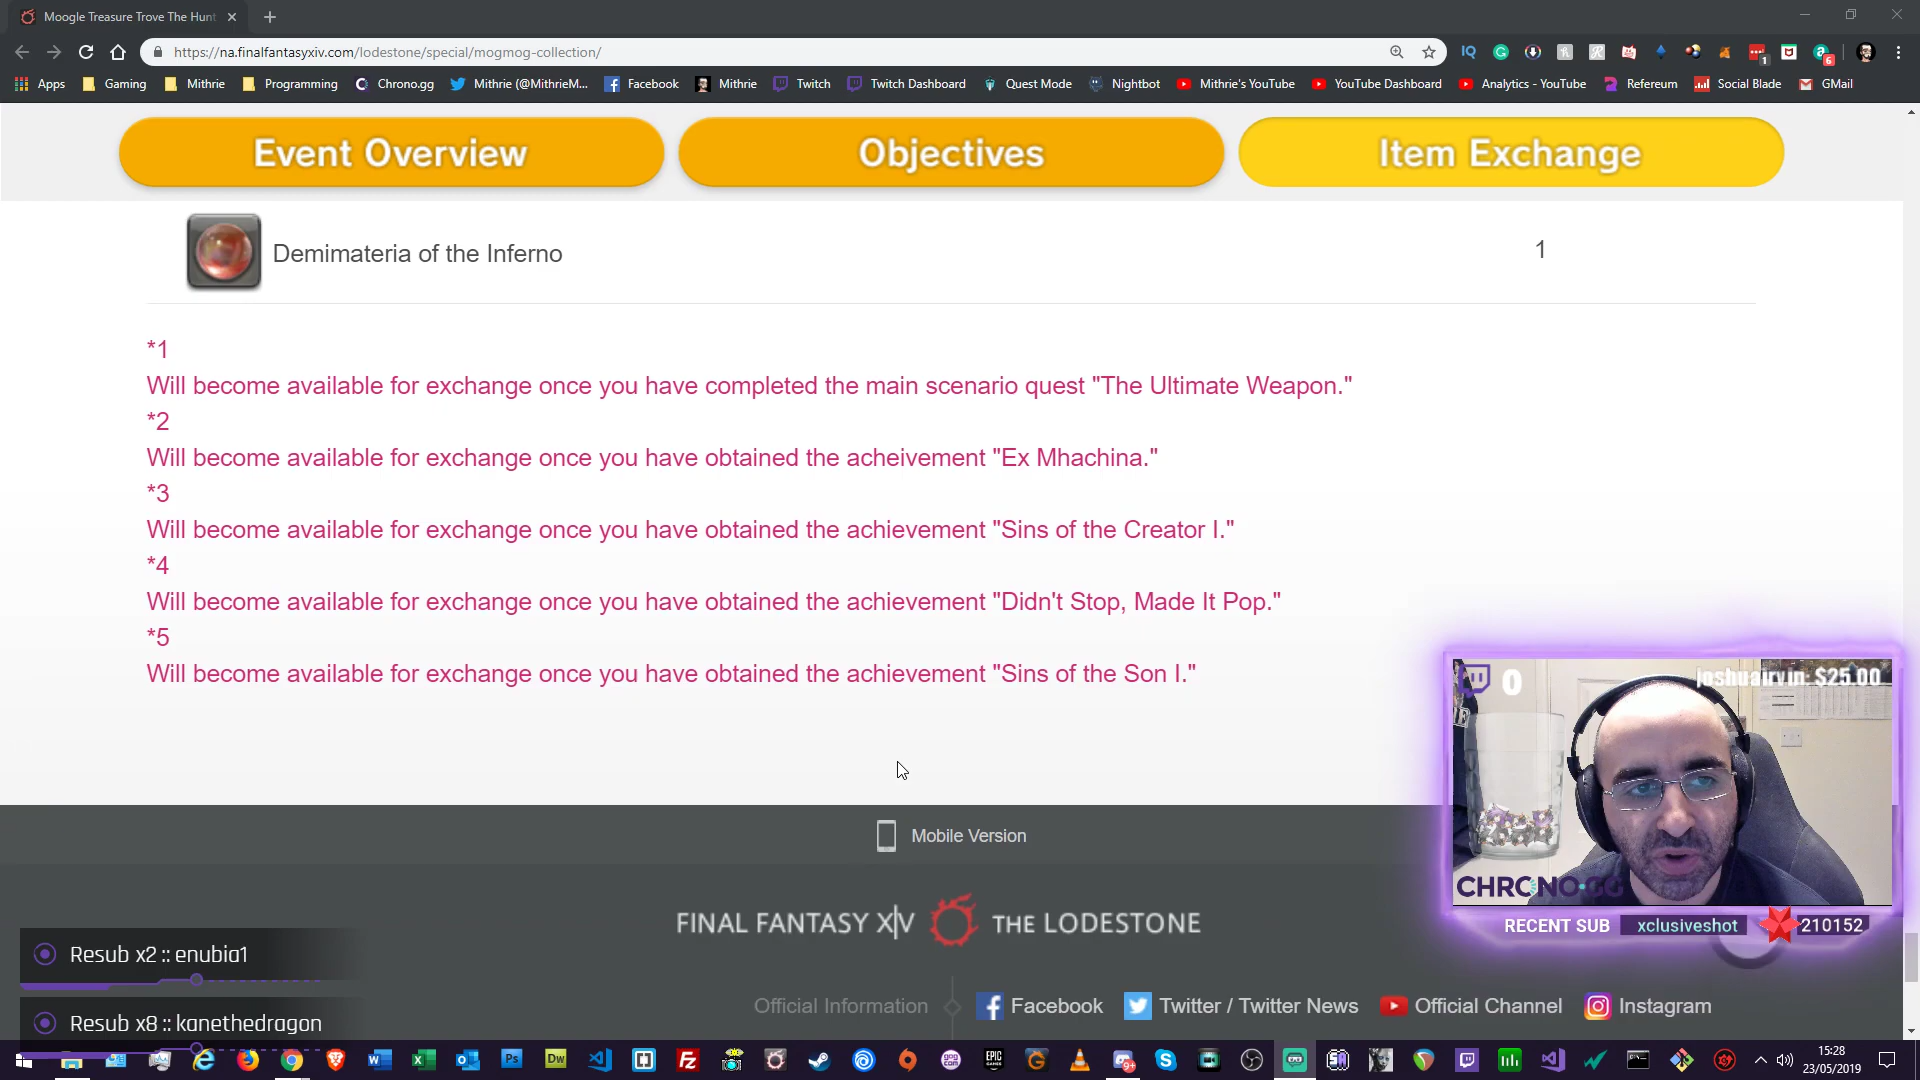 Moogle Treasure Trove The Hunt
https://na.finalfantasyxiv.com/lodestone/special/mogmog-collection/
Apps Gaming Mithrie Programming Chrono.gg Mithrie (@MithrieM... Facebook Mithrie Twitch Twitch Dashboard Quest Mode Nightbot Mithrie's YouTube YouTube Dashboard Analytics - YouTube Refereum Social Blade GMail
Event Overview Objectives Item Exchange
Demimateria of the Inferno 1
*1
Will become available for exchange once you have completed the main scenario quest "The Ultimate Weapon."
*2
Will become available for exchange once you have obtained the acheivement "Ex Mhachina."
*3
Will become available for exchange once you have obtained the achievement "Sins of the Creator I."
*4
Will become available for exchange once you have obtained the achievement "Didn't Stop, Made It Pop."
*5
Will become available for exchange once you have obtained the achievement "Sins of the Son I."
0 joshuairvin: $25.00
CHRONO.GG
RECENT SUB xclusiveshot 210152
Mobile Version
FINAL FANTASY XIV THE LODESTONE
Resub x2 :: enubia1
Resub x8 :: kanethedragon
Official Information Facebook Twitter / Twitter News Official Channel Instagram
15:28
23/05/2019